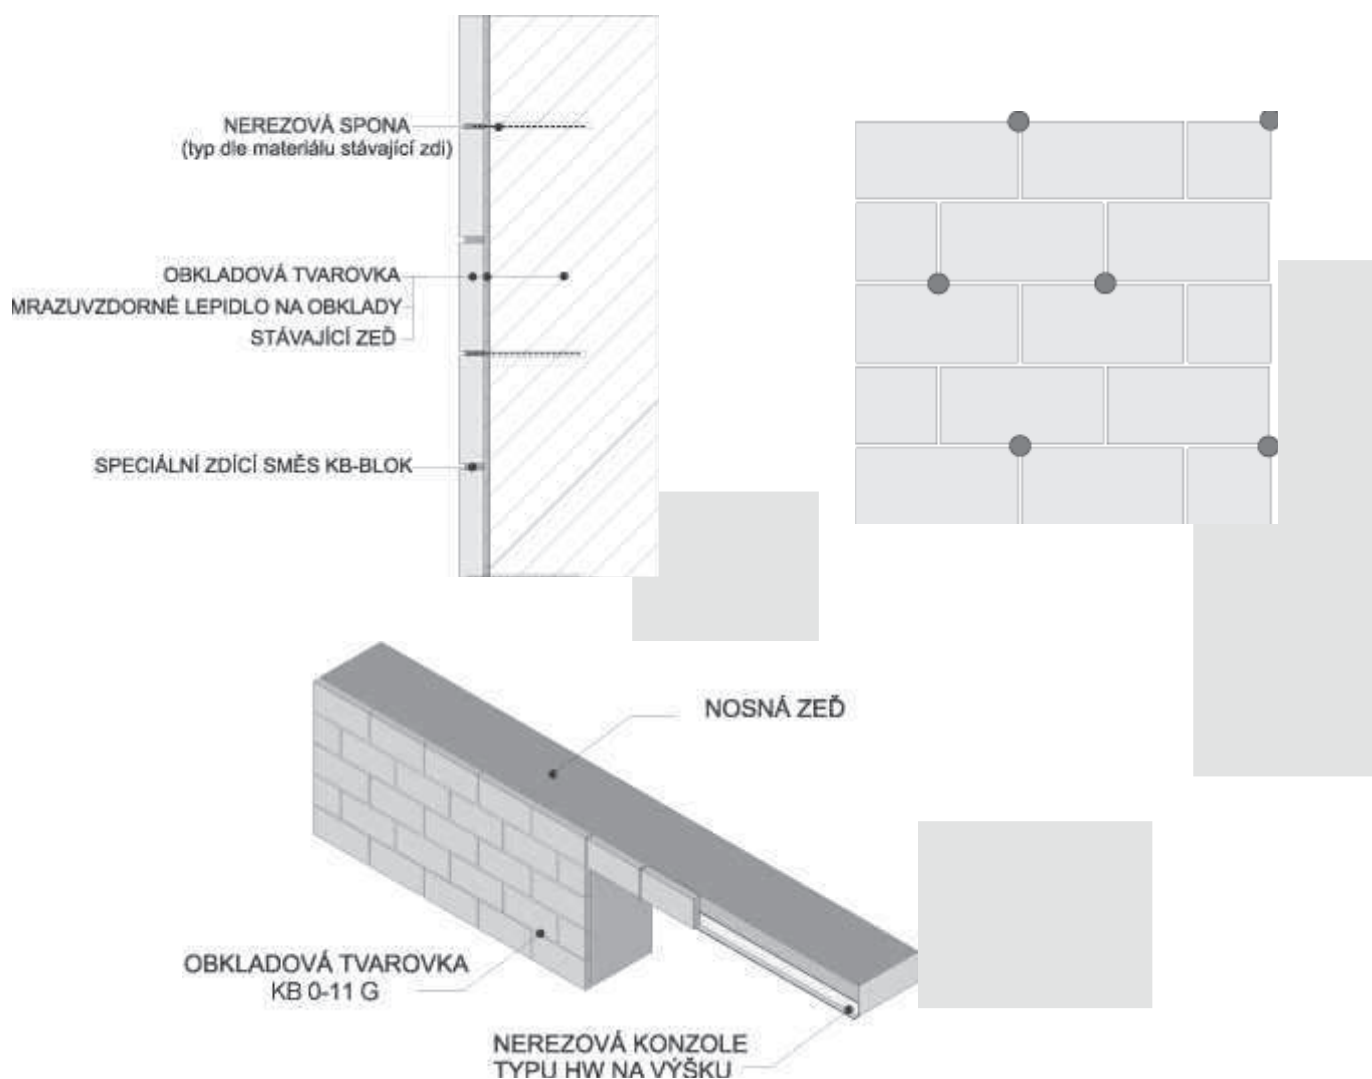 NEREZOVÁ SPONA
(typ dle materiálu stávající zdi)
OBKLADOVÁ TVAROVKA
MRAZUVZDORNÉ LEPIDLO NA OBKLADY
STÁVAJÍCÍ ZEĎ
SPECIÁLNÍ ZDÍCÍ SMĚS KB-BLOK
NOSNÁ ZEĎ
OBKLADOVÁ TVAROVKA
KB 0-11 G
NEREZOVÁ KONZOLE
TYPU HW NA VÝŠKU